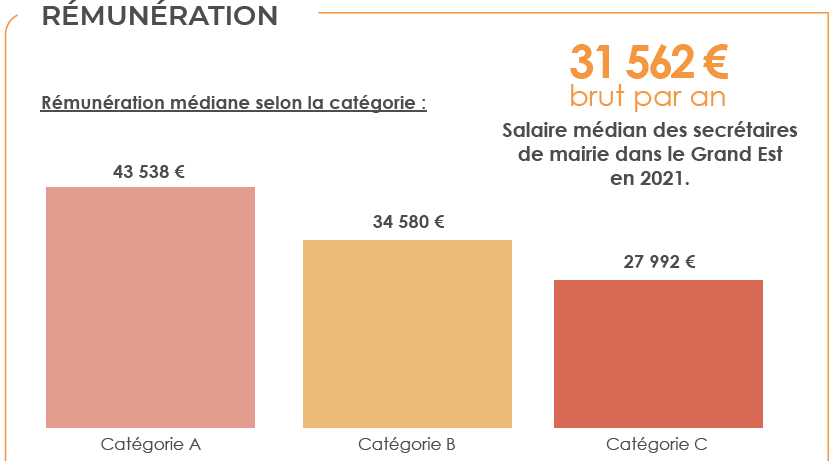 RÉMUNÉRATION
31 562 €
brut par an
Salaire médian des secrétaires
de mairie dans le Grand Est
en 2021.
Rémunération médiane selon la catégorie :
43 538 €
34 580 €
27 992 €
Catégorie A
Catégorie B
Catégorie C